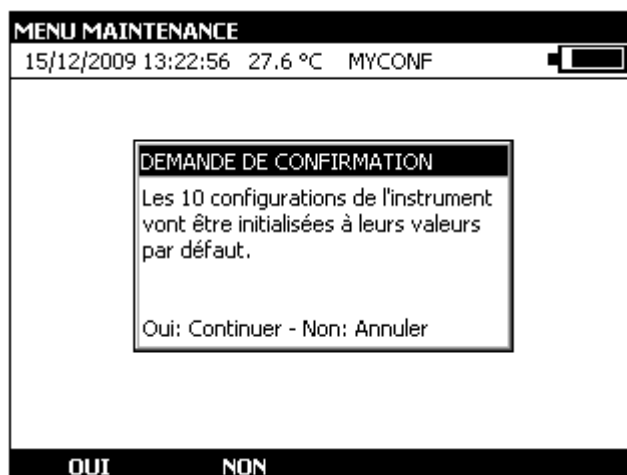 MENU MAINTENANCE
15/12/2009 13:22:56 27.6 °C MYCONF
DEMANDE DE CONFIRMATION
Les 10 configurations de l'instrument
vont être initialisées à leurs valeurs
par défaut.
Oui: Continuer - Non: Annuler
OUI NON